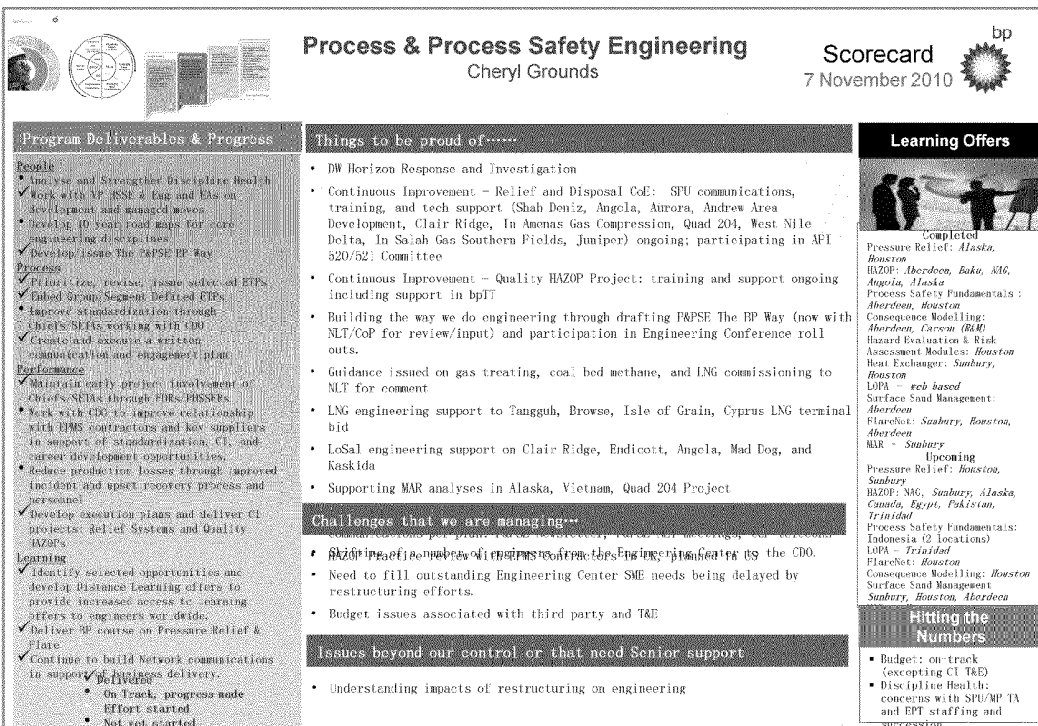 Process & Process Safety Engineering
Cheryl Grounds
Scorecard
7 November 2010
bp
Program Deliverables & Progress
People
• Analyse and Strengthen Discipline Health
✓ Work with VP HSSE & Eng and EAs on
development and managed moves
• Develop 10 year road maps for core
engineering disciplines
✓ Develop/issue The P&PSE BP Way
Process
✓ Prioritize, revise, issue selected ETPs
✓ Embed Group/Segment Defined ETPs
• Improve standardization through
Chiefs/SETAs working with CDO
✓ Create and execute a written
communication and engagement plan
Performance
✓ Maintain early project involvement of
Chiefs/SETAs through PDRs/PHSSERs
• Work with CDO to improve relationship
with EPMS contractors and key suppliers
in support of standardization, CI, and
career development opportunities.
• Reduce production losses through improved
incident and upset recovery process and
personnel
✓ Develop execution plans and deliver CI
projects: Relief Systems and Quality
HAZOPs
Learning
✓ Identify selected opportunities and
develop Distance Learning offers to
provide increased access to learning
offers to engineers worldwide.
✓ Deliver BP course on Pressure Relief &
Flare
✓ Continue to build Network communications
in support of business delivery.
✓ Delivered
• On Track, progress made
Effort started
• Not yet started
Things to be proud of……
• DW Horizon Response and Investigation
• Continuous Improvement – Relief and Disposal CoE: SPU communications,
training, and tech support (Shah Deniz, Angola, Aurora, Andrew Area
Development, Clair Ridge, In Amenas Gas Compression, Quad 204, West Nile
Delta, In Salah Gas Southern Fields, Juniper) ongoing; participating in API
520/521 Committee
• Continuous Improvement – Quality HAZOP Project: training and support ongoing
including support in bpTT
• Building the way we do engineering through drafting P&PSE The BP Way (now with
NLT/CoP for review/input) and participation in Engineering Conference roll
outs.
• Guidance issued on gas treating, coal bed methane, and LNG commissioning to
NLT for comment
• LNG engineering support to Tangguh, Browse, Isle of Grain, Cyprus LNG terminal
bid
• LoSal engineering support on Clair Ridge, Endicott, Angola, Mad Dog, and
Kaskida
• Supporting MAR analyses in Alaska, Vietnam, Quad 204 Project
Challenges that we are managing…
• Shifting of a number of engineers from the Engineering Center to the CDO.
• Need to fill outstanding Engineering Center SME needs being delayed by
restructuring efforts.
• Budget issues associated with third party and T&E
Issues beyond our control or that need Senior support
• Understanding impacts of restructuring on engineering
Learning Offers
Completed
Pressure Relief: Alaska,
Houston
HAZOP: Aberdeen, Baku, NAG,
Angola, Alaska
Process Safety Fundamentals :
Aberdeen, Houston
Consequence Modelling:
Aberdeen, Carson (R&M)
Hazard Evaluation & Risk
Assessment Modules: Houston
Heat Exchanger: Sunbury,
Houston
LOPA – web based
Surface Sand Management:
Aberdeen
FlareNet: Sunbury, Houston,
Aberdeen
MAR – Sunbury
Upcoming
Pressure Relief: Houston,
Sunbury
HAZOP: NAG, Sunbury, Alaska,
Canada, Egypt, Pakistan,
Trinidad
Process Safety Fundamentals:
Indonesia (2 locations)
LOPA – Trinidad
FlareNet: Houston
Consequence Modelling: Houston
Surface Sand Management
Sunbury, Houston, Aberdeen
Hitting the
Numbers
▪ Budget: on-track
(excepting CI T&E)
▪ Discipline Health:
concerns with SPU/MP TA
and EPT staffing and
succession